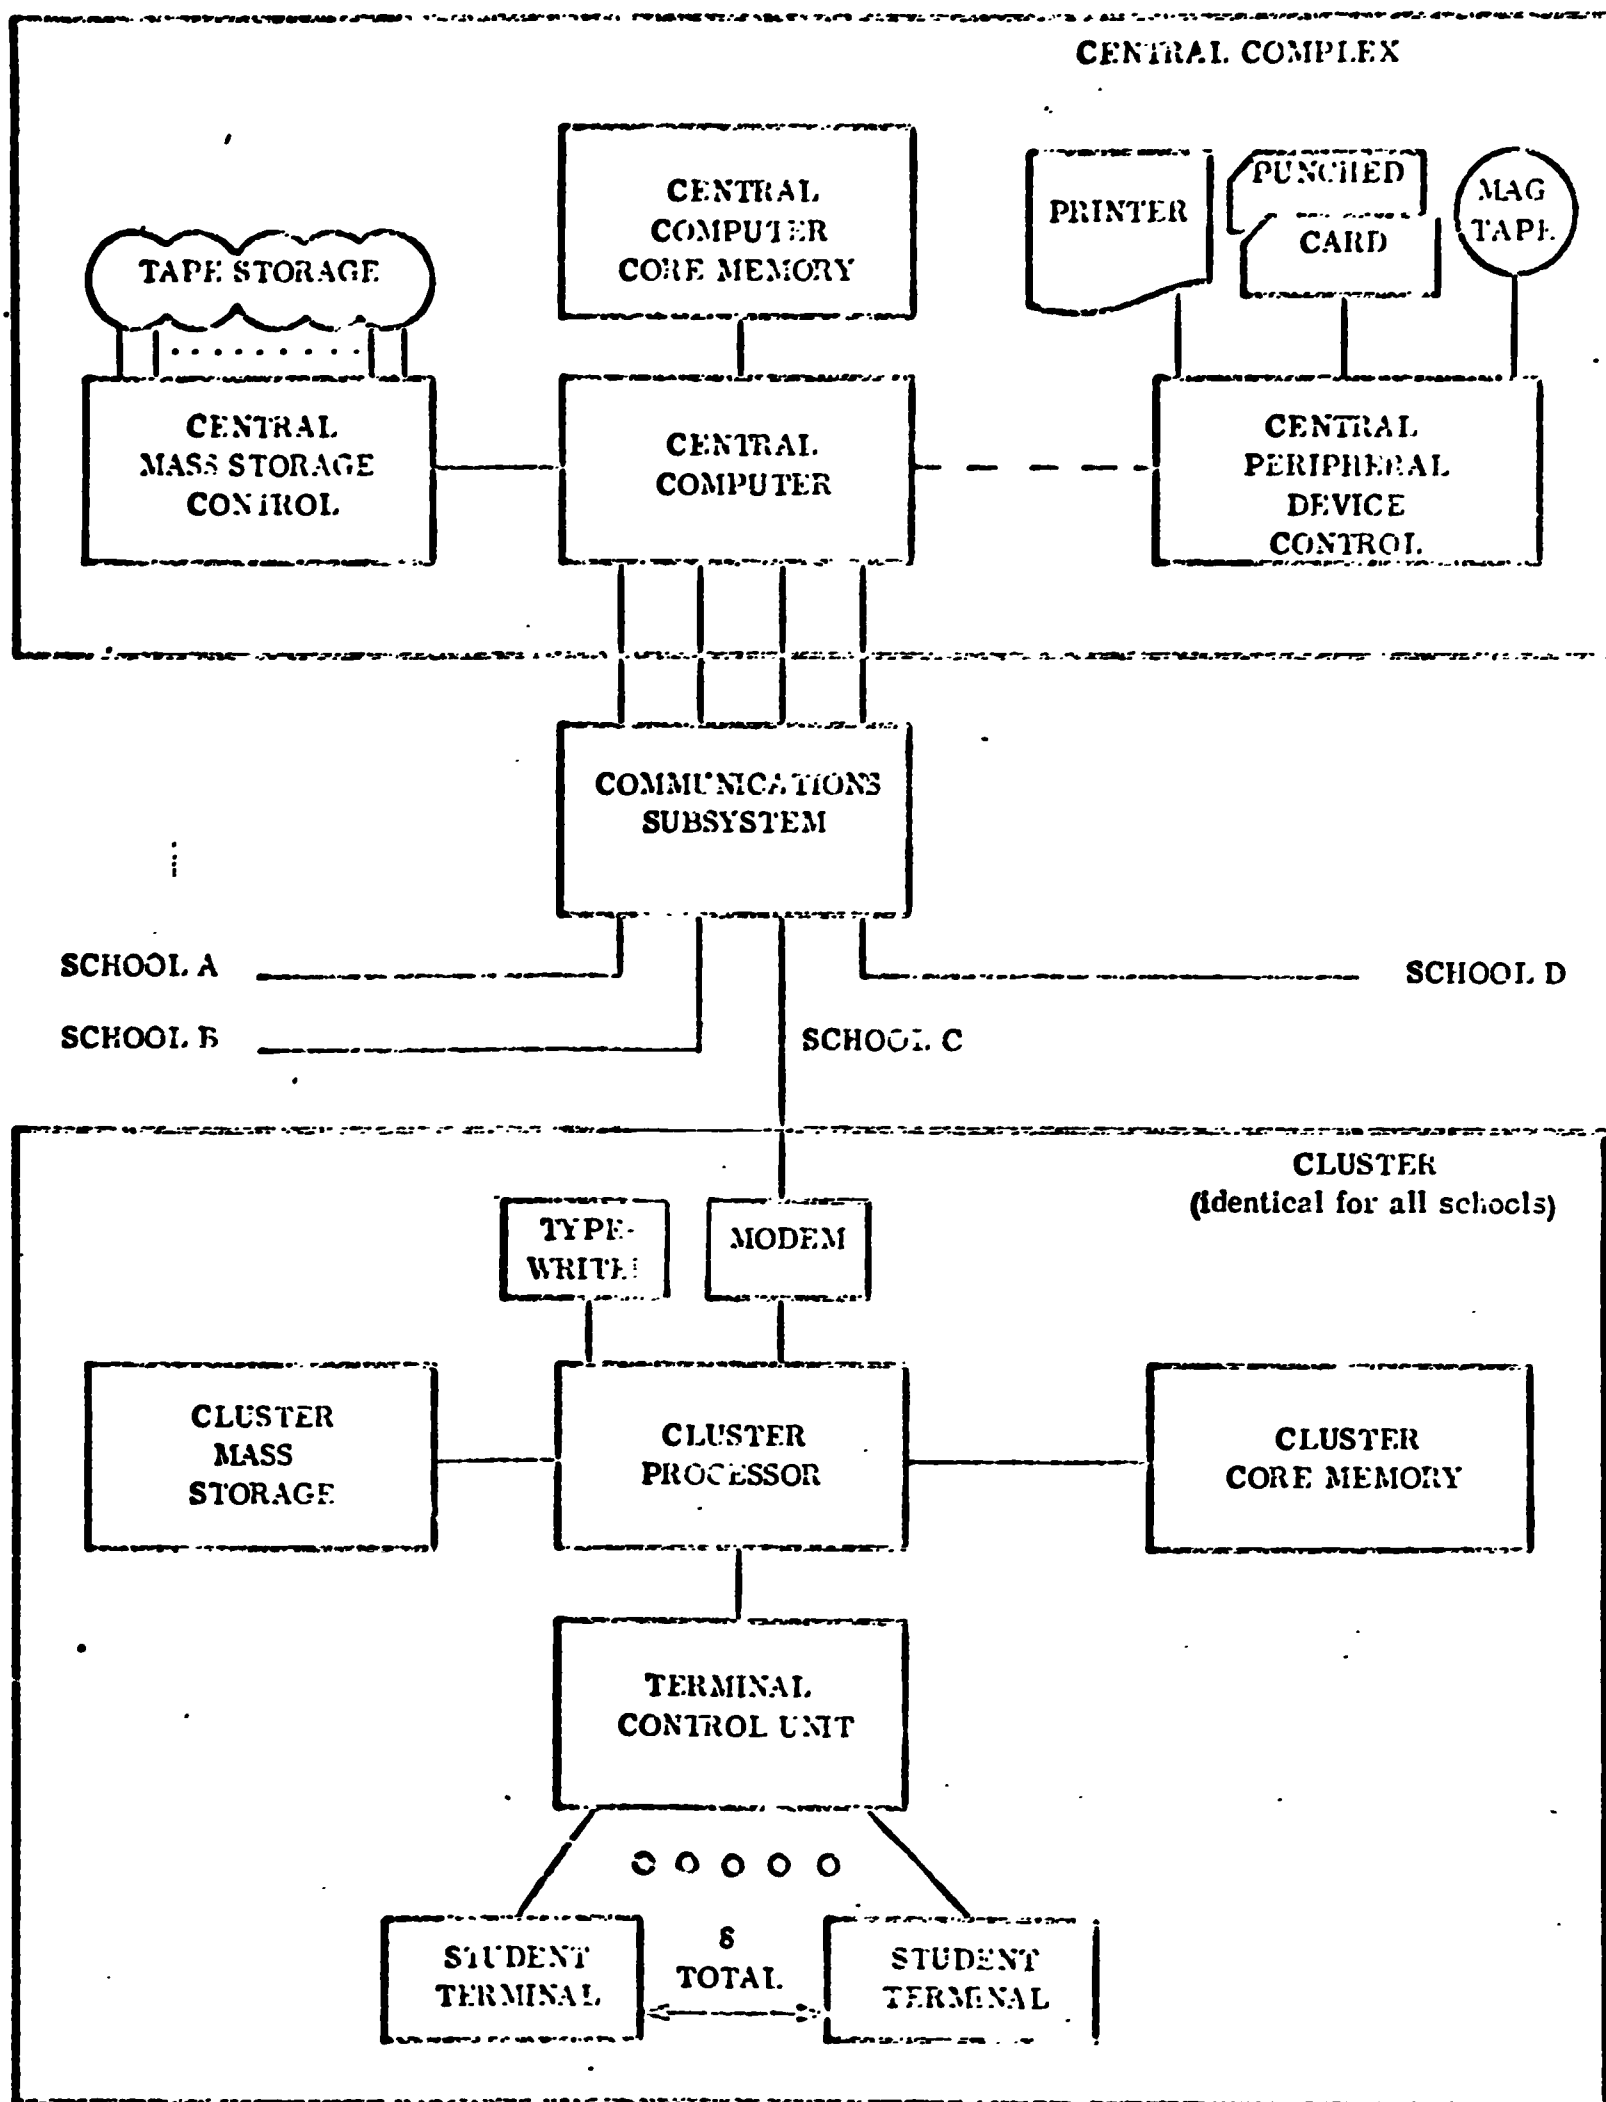 CENTRAL COMPLEX
CENTRAL
COMPUTER
CORE MEMORY
PRINTER
PUNCHED
CARD
MAG
TAPE
TAPE STORAGE
CENTRAL
MASS STORAGE
CONTROL
CENTRAL
COMPUTER
CENTRAL
PERIPHERAL
DEVICE
CONTROL
COMMUNICATIONS
SUBSYSTEM
SCHOOL A
SCHOOL D
SCHOOL B
SCHOOL C
CLUSTER
(identical for all schools)
TYPE-
WRITE
MODEM
CLUSTER
MASS
STORAGE
CLUSTER
PROCESSOR
CLUSTER
CORE MEMORY
TERMINAL
CONTROL UNIT
STUDENT
TERMINAL
8
TOTAL
STUDENT
TERMINAL